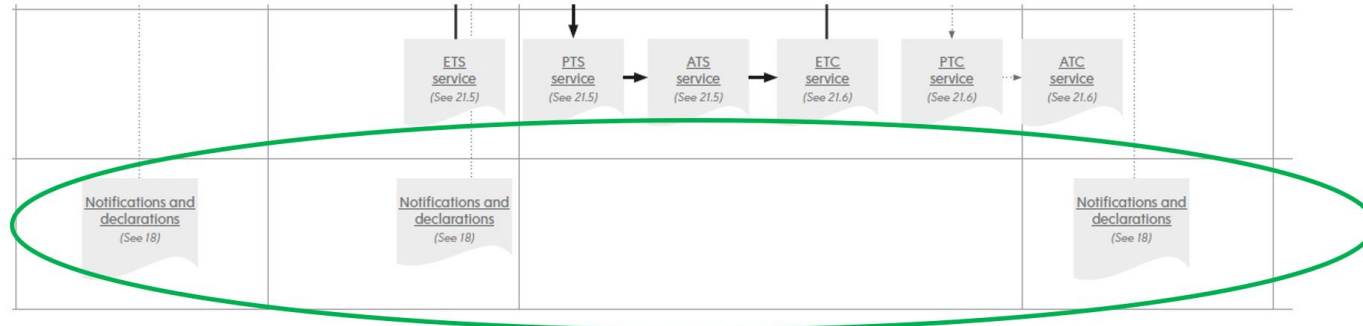 ETS
service
(See 21.5)
PTS
service
(See 21.5)
ATS
service
(See 21.5)
ETC
service
(See 21.6)
PTC
service
(See 21.6)
ATC
service
(See 21.6)
Notifications and
declarations
(See 18)
Notifications and
declarations
(See 18)
Notifications and
declarations
(See 18)